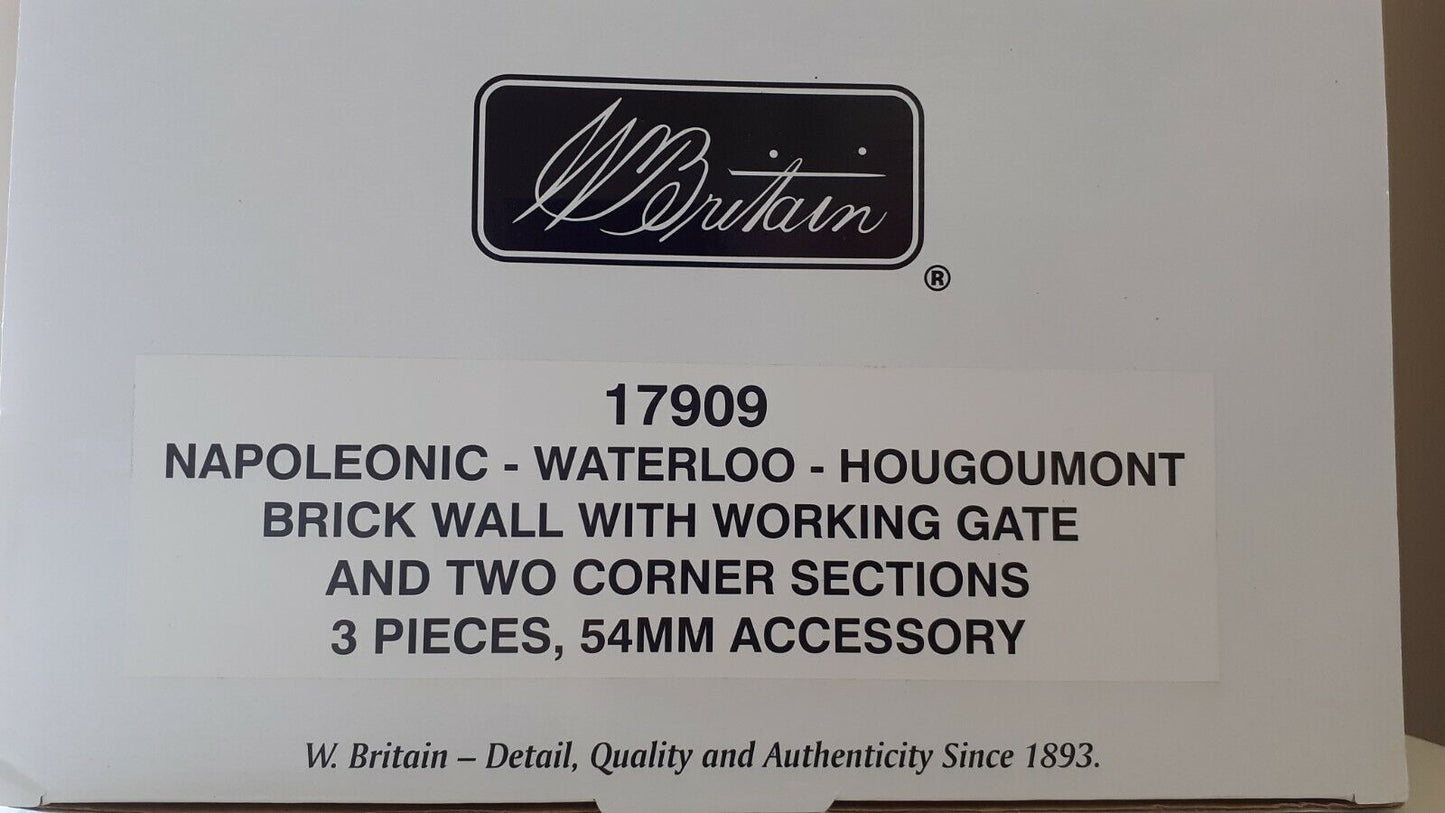 W Britain
®
17909
NAPOLEONIC - WATERLOO - HOUGOUMONT
BRICK WALL WITH WORKING GATE
AND TWO CORNER SECTIONS
3 PIECES, 54MM ACCESSORY
W. Britain – Detail, Quality and Authenticity Since 1893.